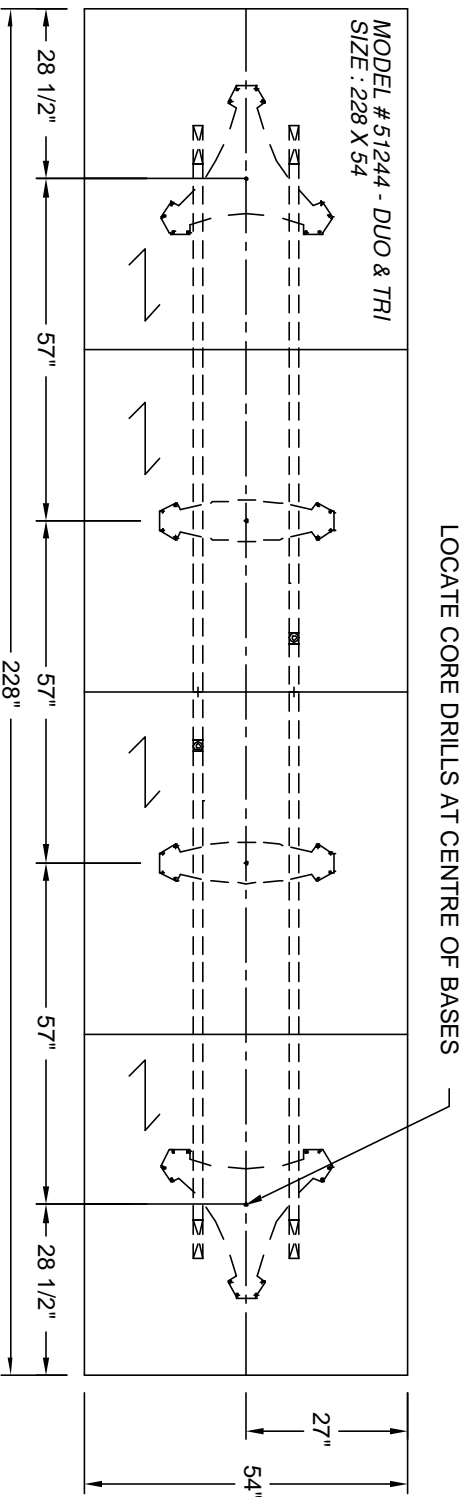 LOCATE CORE DRILLS AT CENTRE OF BASES
MODEL # 51244 - DUO & TRI
SIZE : 228 X 54
27"
54"
28 1/2"
57"
57"
57"
28 1/2"
228"